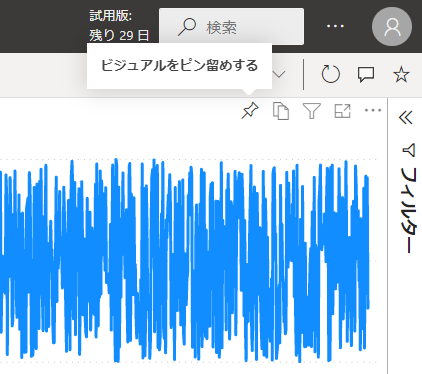 試用版:
残り 29 日
検索
ビジュアルをピン留めする
フィルター